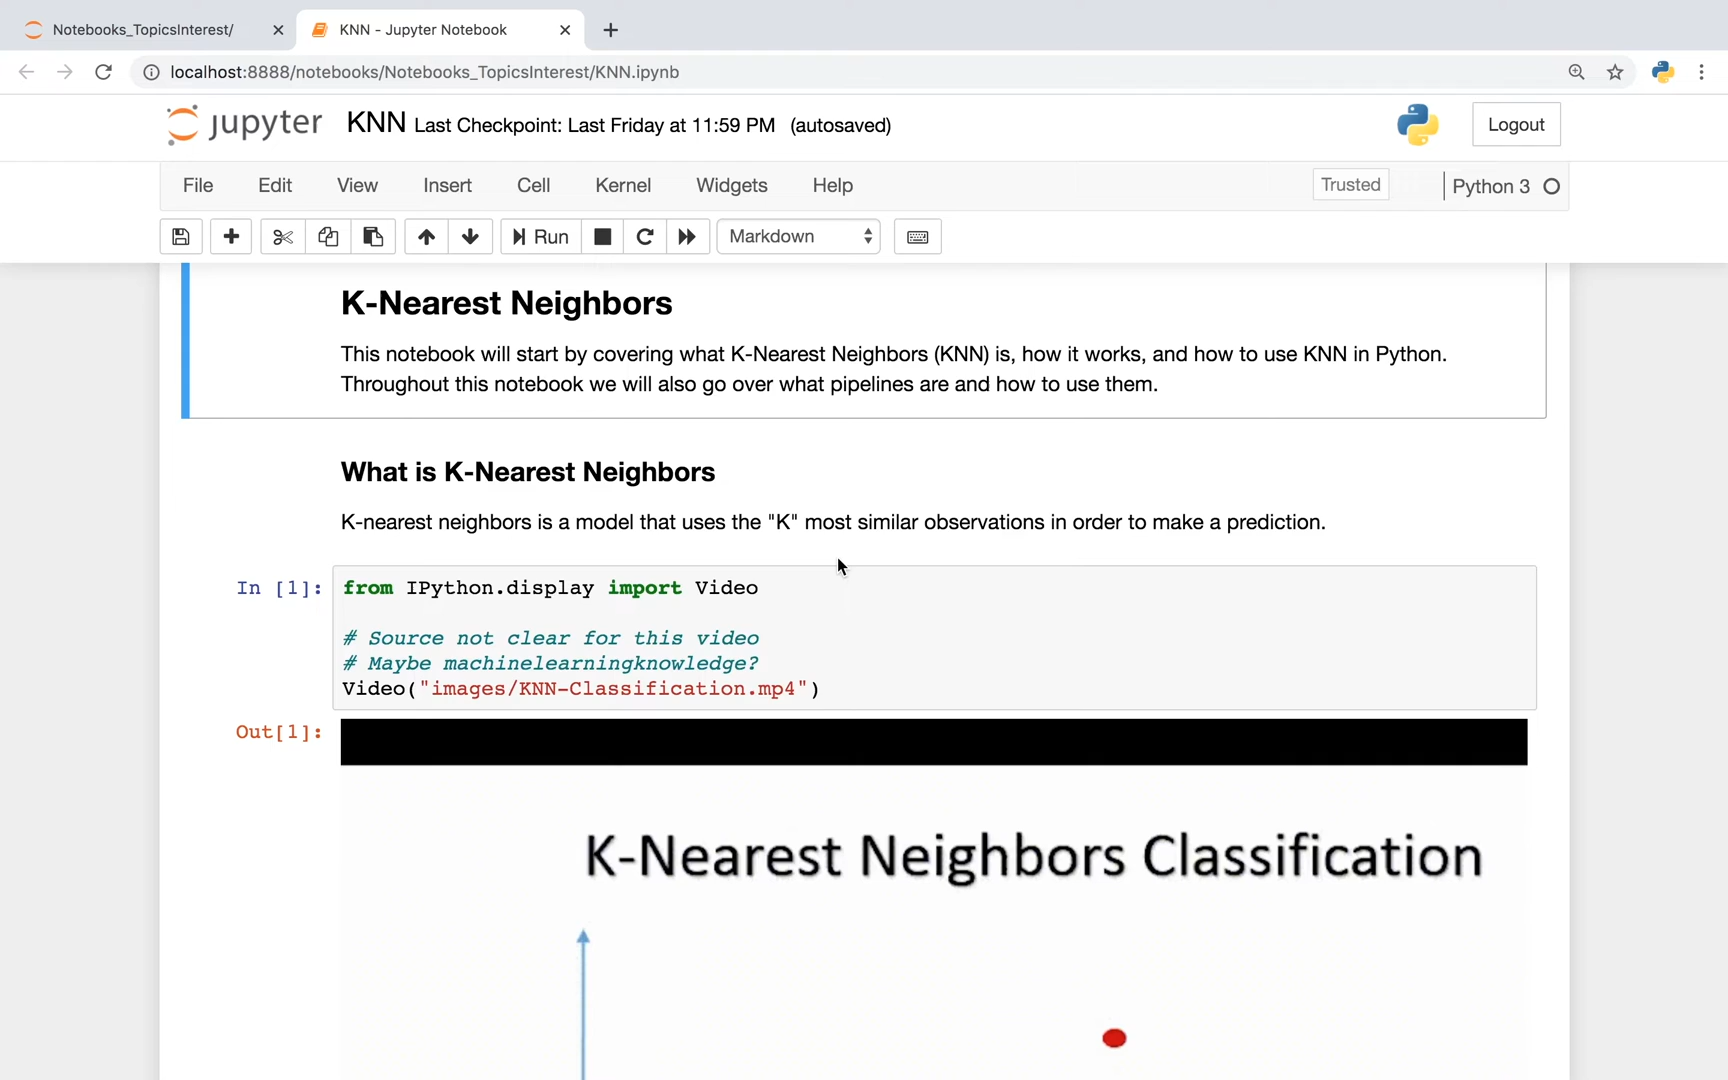 Notebooks_TopicsInterest/
KNN - Jupyter Notebook
localhost:8888/notebooks/Notebooks_TopicsInterest/KNN.ipynb
jupyter KNN Last Checkpoint: Last Friday at 11:59 PM (autosaved)
Logout
File Edit View Insert Cell Kernel Widgets Help
Trusted
Python 3
Run
Markdown
K-Nearest Neighbors
This notebook will start by covering what K-Nearest Neighbors (KNN) is, how it works, and how to use KNN in Python.
Throughout this notebook we will also go over what pipelines are and how to use them.
What is K-Nearest Neighbors
K-nearest neighbors is a model that uses the "K" most similar observations in order to make a prediction.
In [1]: from IPython.display import Video
# Source not clear for this video
# Maybe machinelearningknowledge?
Video("images/KNN-Classification.mp4")
Out[1]:
K-Nearest Neighbors Classification